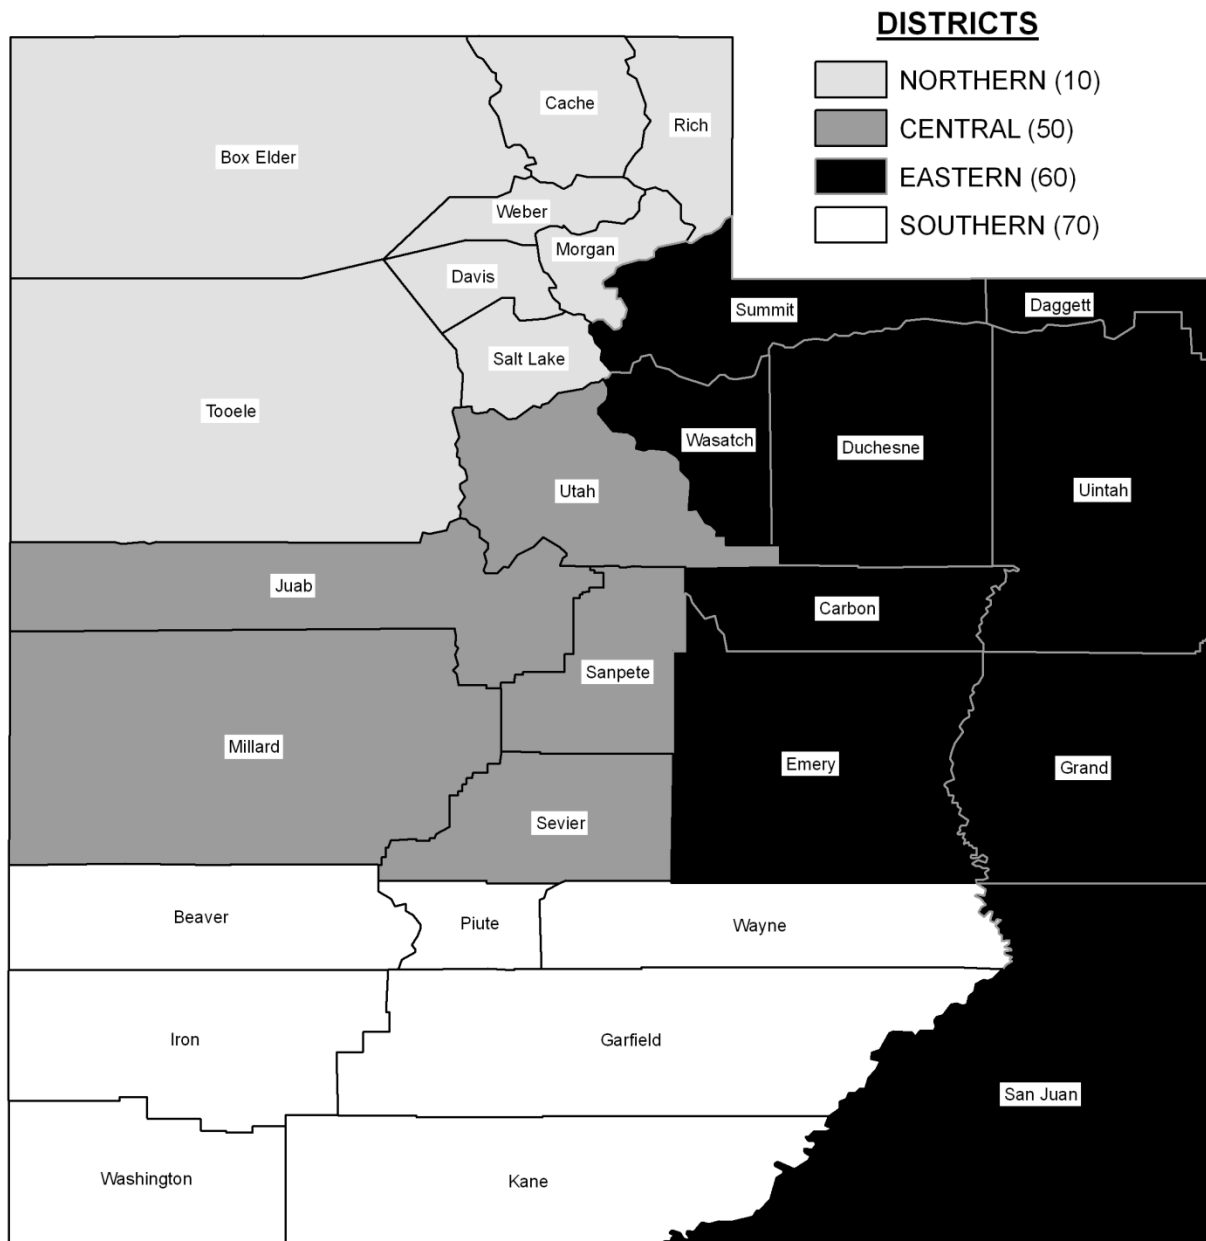 DISTRICTS
NORTHERN (10)
CENTRAL (50)
EASTERN (60)
SOUTHERN (70)
Cache
Rich
Box Elder
Weber
Morgan
Davis
Summit
Daggett
Salt Lake
Tooele
Wasatch
Duchesne
Utah
Uintah
Juab
Carbon
Sanpete
Millard
Emery
Grand
Sevier
Beaver
Piute
Wayne
Iron
Garfield
San Juan
Washington
Kane